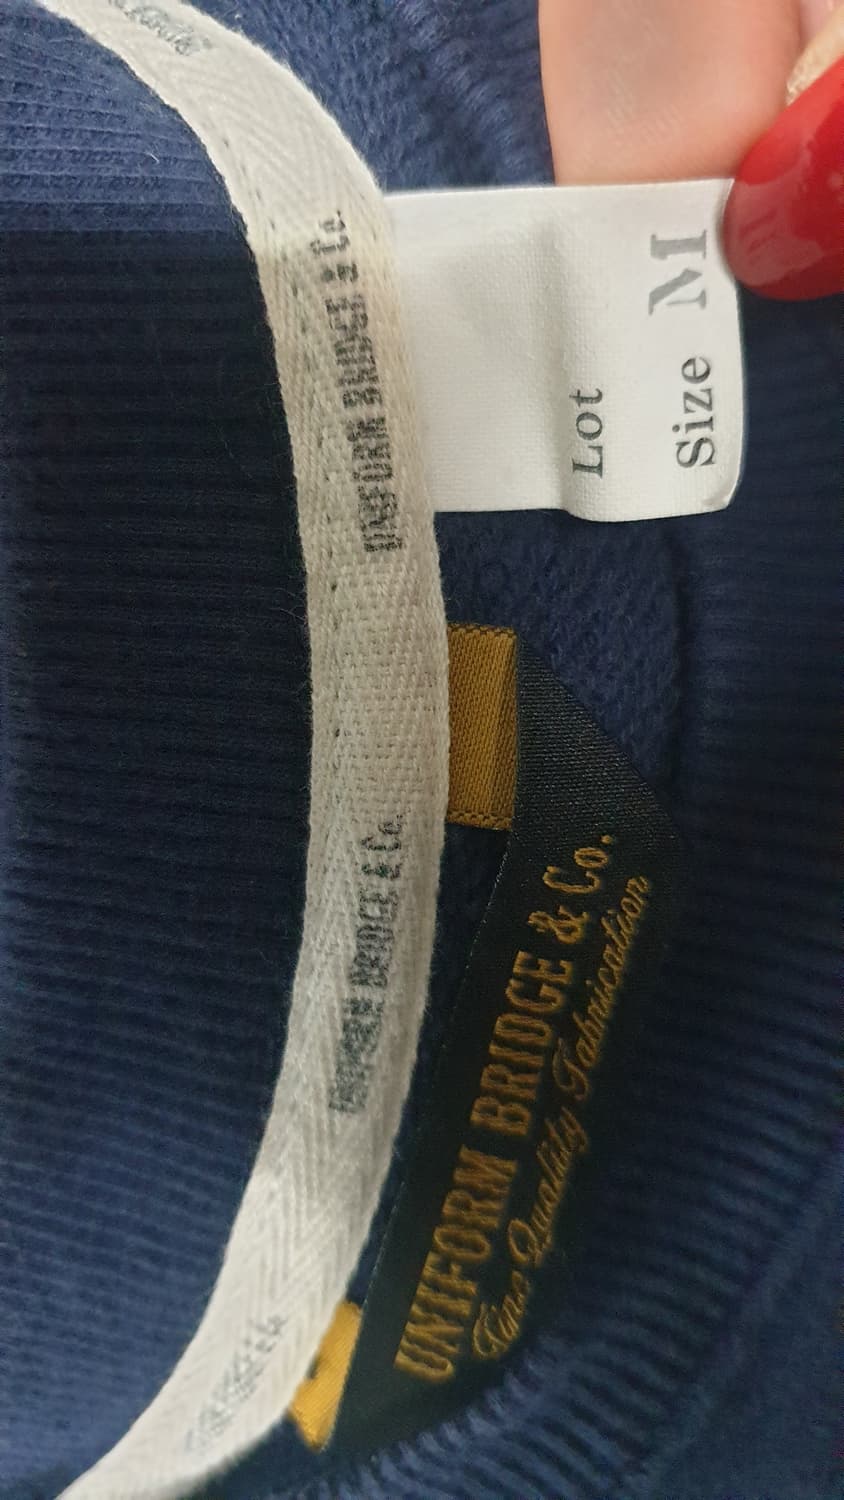 UNIFORM BRIDGE & Co.
Lot
Size M
UNIFORM BRIDGE & Co.
UNIFORM BRIDGE & Co.
Fine Quality Fabrication